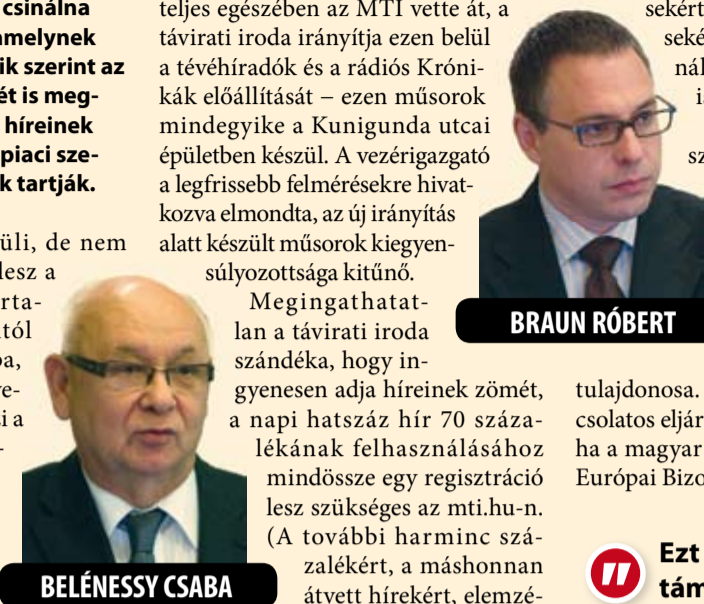 csinálna
amelynek
ik szerint az
ét is meg-
híreinek
piaci sze-
k tartják.
üli, de nem
lesz a
rta-
tól
a,
ve-
i a
-
BELÉNESSY CSABA
teljes egészében az MTI vette át, a
távirati iroda irányítja ezen belül
a tévéhíradók és a rádiós Króni-
kák előállítását – ezen műsorok
mindegyike a Kunigunda utcai
épületben készül. A vezérigazgató
a legfrissebb felmérésekre hivat-
kozva elmondta, az új irányítás
alatt készült műsorok kiegyen-
súlyozottsága kitűnő.
Megingathatat-
lan a távirati iroda
szándéka, hogy in-
gyenesen adja híreinek zömét,
a napi hatszáz hír 70 száza-
lékának felhasználásához
mindössze egy regisztráció
lesz szükséges az mti.hu-n.
(A további harminc szá-
zalékért, a máshonnan
átvett hírekért, elemzé-
sekért
seké
nál
i
sz
BRAUN RÓBERT
tulajdonosa.
csolatos eljár
ha a magyar
Európai Bizo
Ezt
tám